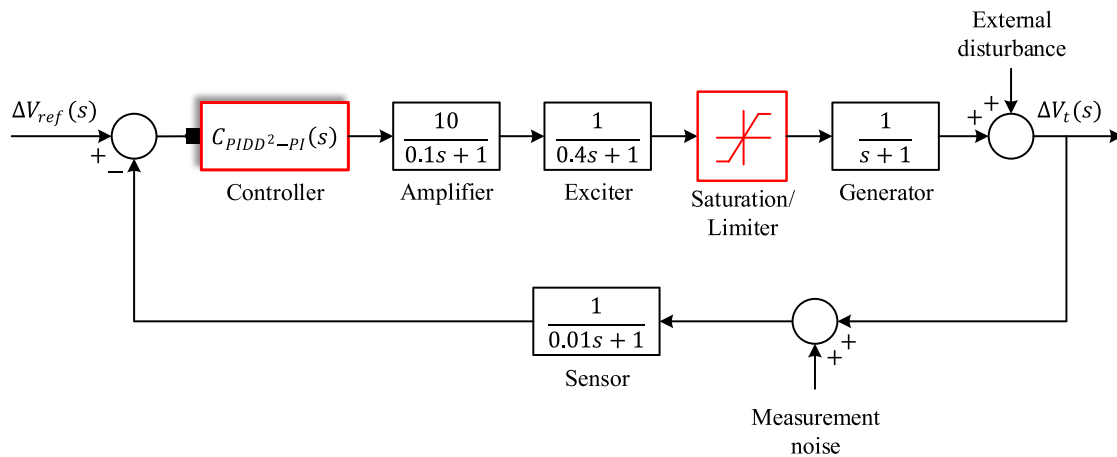 External
disturbance
ΔV_ref(s)
+
−
C_PIDD²−PI(s)
Controller
10
0.1s + 1
Amplifier
1
0.4s + 1
Exciter
Saturation/
Limiter
1
s + 1
Generator
+
+
ΔV_t(s)
1
0.01s + 1
Sensor
+
+
Measurement
noise